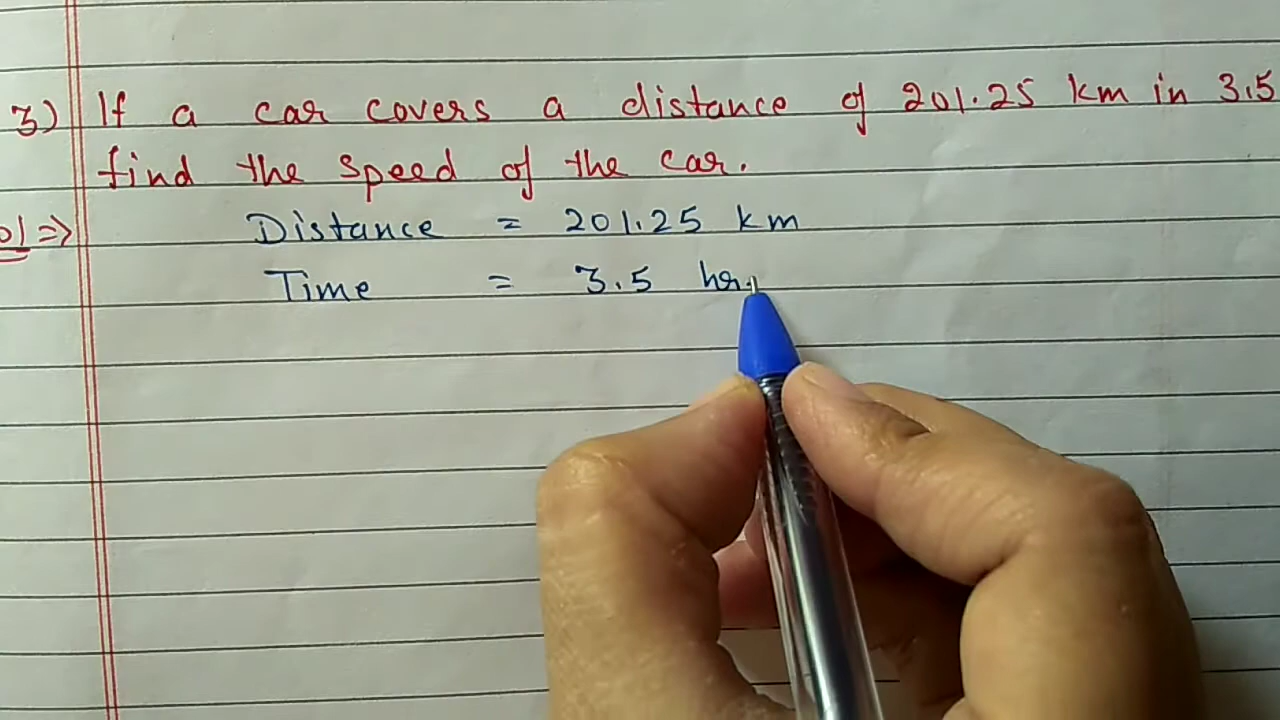 3) If a car covers a distance of 201.25 km in 3.5
find the speed of the car.
Distance = 201.25 km
Time = 3.5 hr.